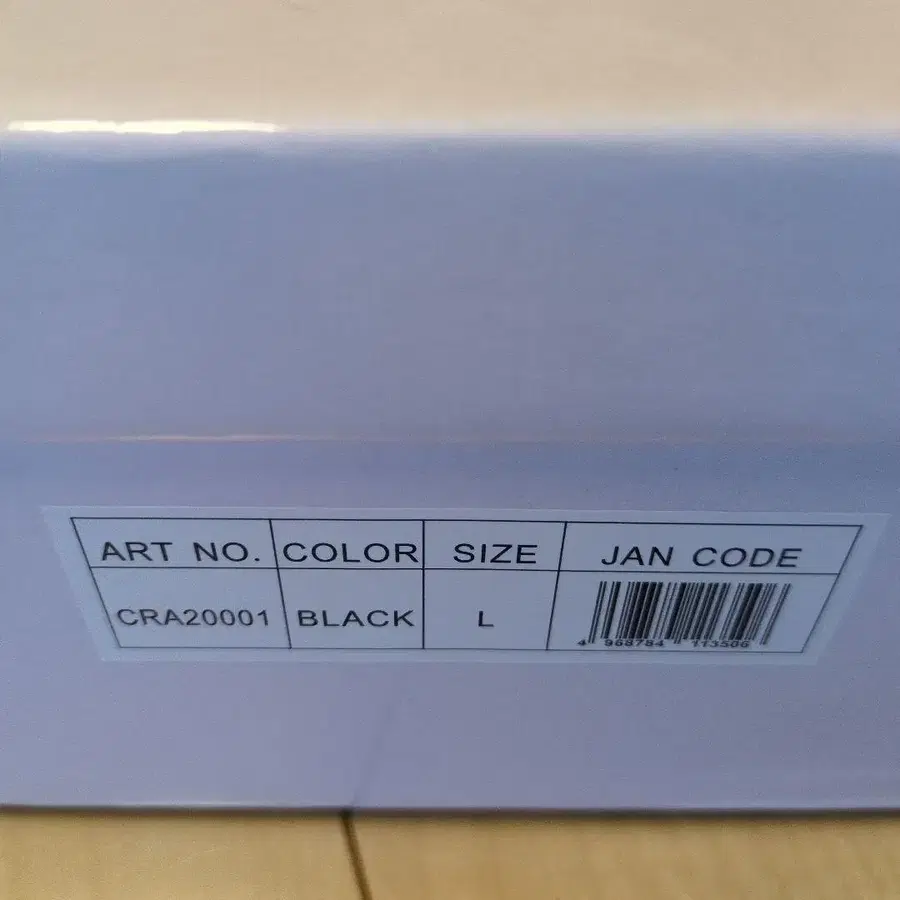 ART NO. COLOR SIZE JAN CODE
CRA20001 BLACK L
4 968784 113506